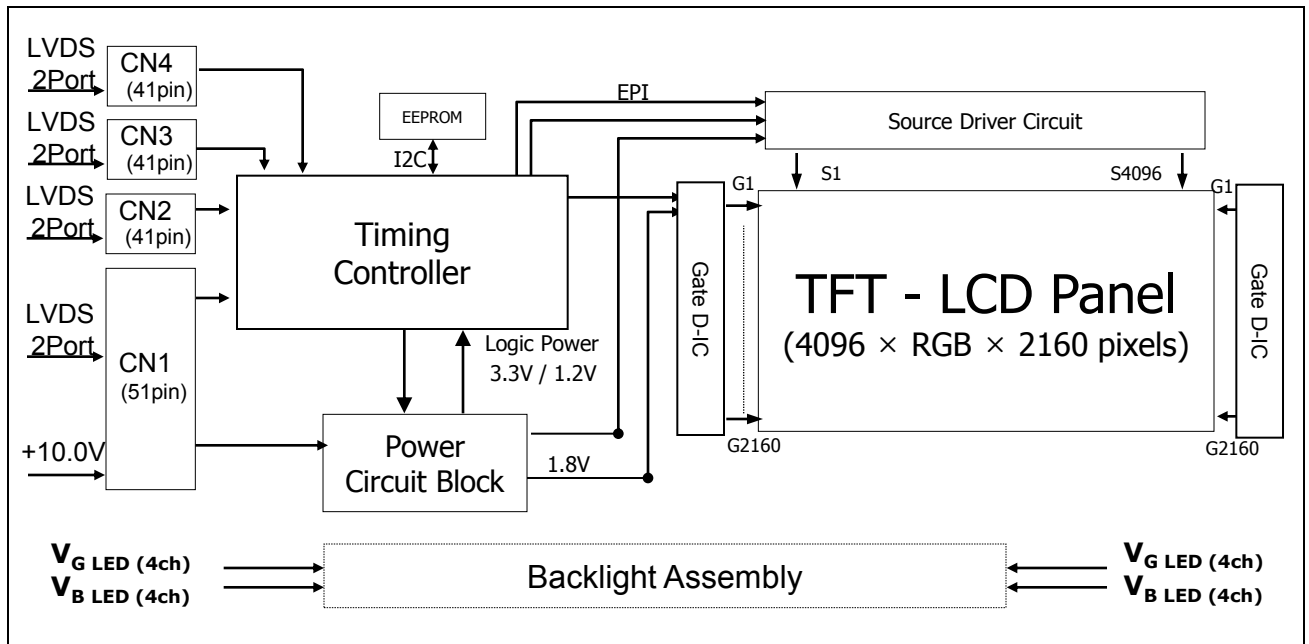 LVDS
2Port
CN4
(41pin)
LVDS
2Port
CN3
(41pin)
LVDS
2Port
CN2
(41pin)
LVDS
2Port
CN1
(51pin)
+10.0V
EEPROM
I2C
Timing
Controller
Logic Power
3.3V / 1.2V
Power
Circuit Block
1.8V
EPI
Source Driver Circuit
S1
S4096
G1
G2160
Gate D-IC
TFT - LCD Panel
(4096 × RGB × 2160 pixels)
G1
G2160
Gate D-IC
VG LED (4ch)
VB LED (4ch)
Backlight Assembly
VG LED (4ch)
VB LED (4ch)